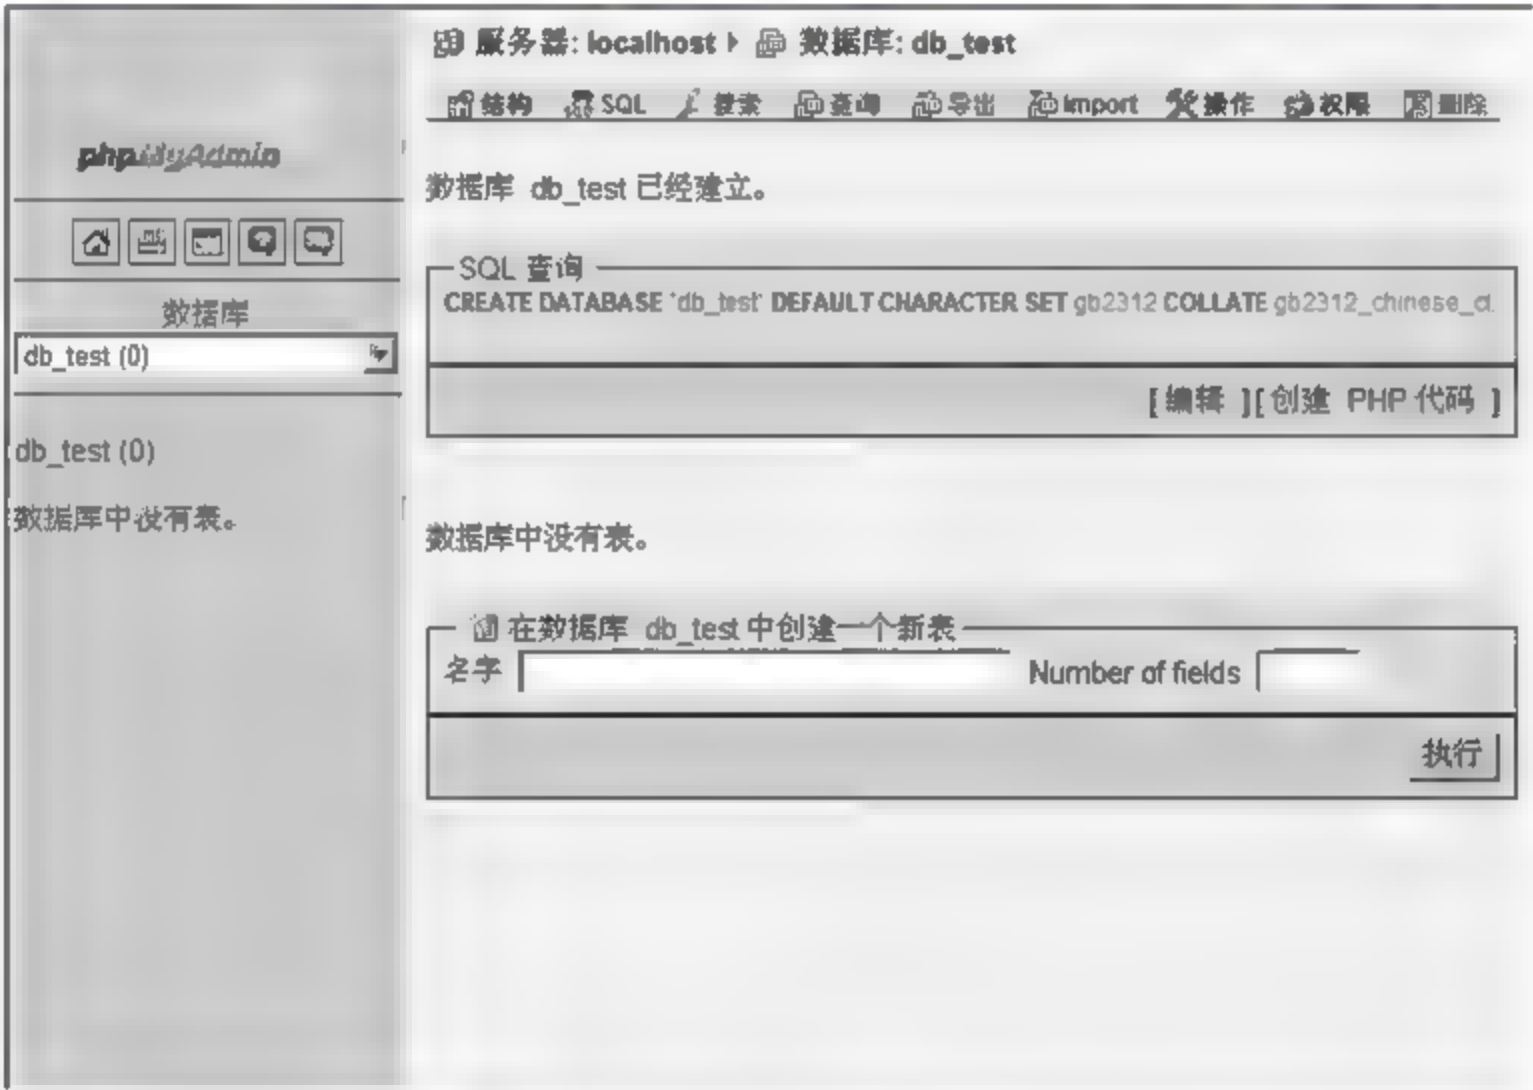 phpMyAdmin
数据库
db_test (0)
db_test (0)
数据库中没有表。
服务器: localhost ▸ 数据库: db_test
结构 SQL 搜索 查询 导出 Import 操作 权限 删除
数据库 db_test 已经建立。
SQL 查询
CREATE DATABASE `db_test` DEFAULT CHARACTER SET gb2312 COLLATE gb2312_chinese_ci.
[ 编辑 ][ 创建 PHP 代码 ]
数据库中没有表。
在数据库 db_test 中创建一个新表
名字 Number of fields
执行